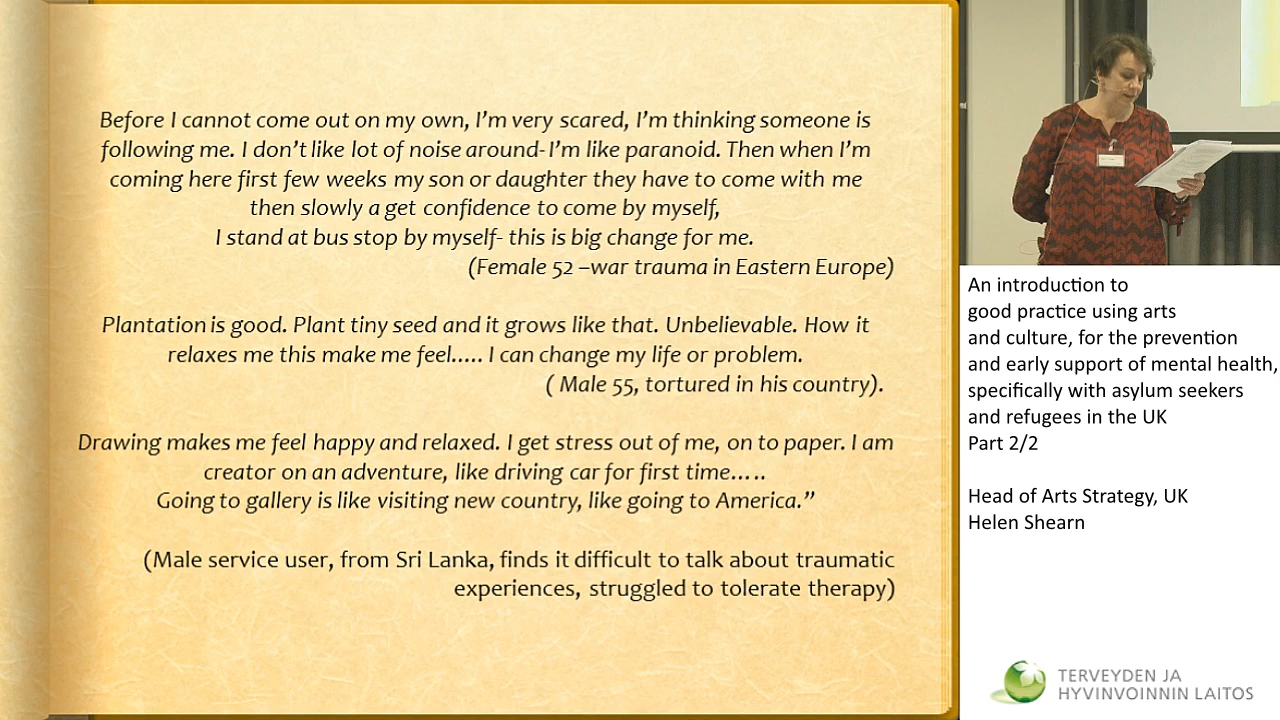 Before I cannot come out on my own, I'm very scared, I'm thinking someone is
following me. I don't like lot of noise around- I'm like paranoid. Then when I'm
coming here first few weeks my son or daughter they have to come with me
then slowly a get confidence to come by myself,
I stand at bus stop by myself- this is big change for me.
(Female 52 –war trauma in Eastern Europe)
Plantation is good. Plant tiny seed and it grows like that. Unbelievable. How it
relaxes me this make me feel..... I can change my life or problem.
( Male 55, tortured in his country).
Drawing makes me feel happy and relaxed. I get stress out of me, on to paper. I am
creator on an adventure, like driving car for first time.....
Going to gallery is like visiting new country, like going to America.”
(Male service user, from Sri Lanka, finds it difficult to talk about traumatic
experiences, struggled to tolerate therapy)
An introduction to
good practice using arts
and culture, for the prevention
and early support of mental health,
specifically with asylum seekers
and refugees in the UK
Part 2/2
Head of Arts Strategy, UK
Helen Shearn
TERVEYDEN JA
HYVINVOINNIN LAITOS